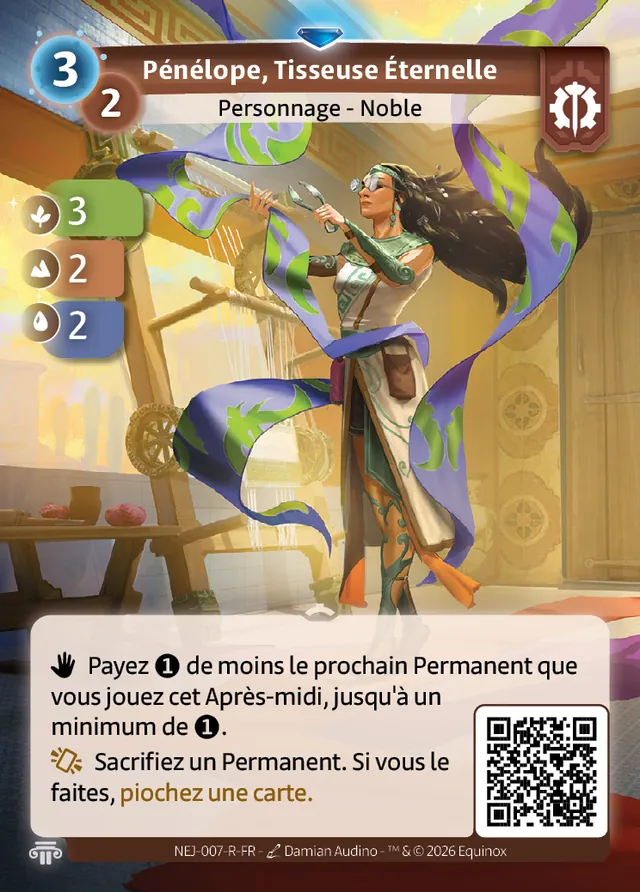 3
Pénélope, Tisseuse Éternelle
2
Personnage - Noble
3
2
2
Payez 1 de moins le prochain Permanent que
vous jouez cet Après-midi, jusqu'à un
minimum de 1.
Sacrifiez un Permanent. Si vous le
faites, piochez une carte.
NEJ-007-R-FR - Damian Audino - ™ & © 2026 Equinox